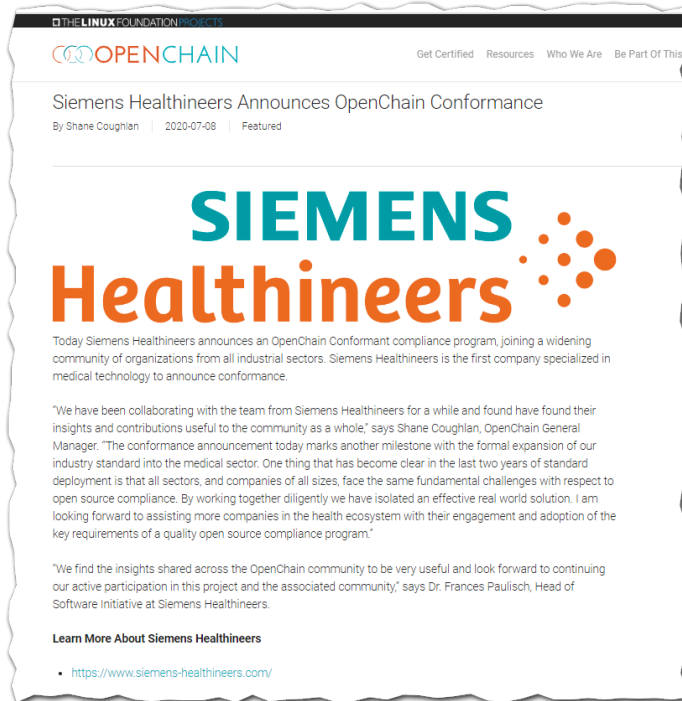 THE LINUX FOUNDATION PROJECTS
OPENCHAIN
Get Certified Resources Who We Are Be Part Of This
Siemens Healthineers Announces OpenChain Conformance
By Shane Coughlan 2020-07-08 Featured
SIEMENS
Healthineers
Today Siemens Healthineers announces an OpenChain Conformant compliance program, joining a widening
community of organizations from all industrial sectors. Siemens Healthineers is the first company specialized in
medical technology to announce conformance.
“We have been collaborating with the team from Siemens Healthineers for a while and found have found their
insights and contributions useful to the community as a whole,” says Shane Coughlan, OpenChain General
Manager. “The conformance announcement today marks another milestone with the formal expansion of our
industry standard into the medical sector. One thing that has become clear in the last two years of standard
deployment is that all sectors, and companies of all sizes, face the same fundamental challenges with respect to
open source compliance. By working together diligently we have isolated an effective real world solution. I am
looking forward to assisting more companies in the health ecosystem with their engagement and adoption of the
key requirements of a quality open source compliance program.”
“We find the insights shared across the OpenChain community to be very useful and look forward to continuing
our active participation in this project and the associated community,” says Dr. Frances Paulisch, Head of
Software Initiative at Siemens Healthineers.
Learn More About Siemens Healthineers
• https://www.siemens-healthineers.com/